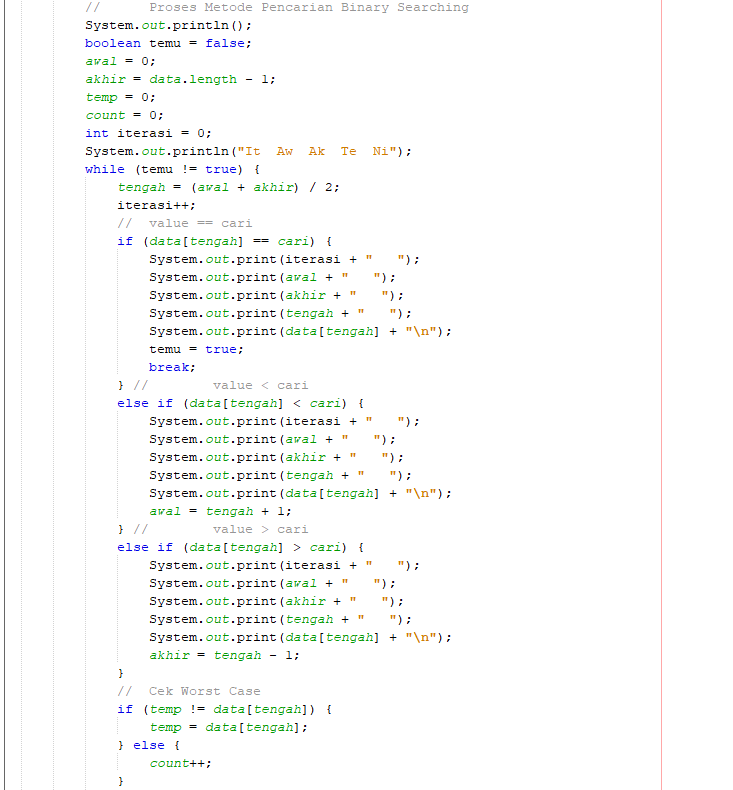 //      Proses Metode Pencarian Binary Searching
System.out.println();
boolean temu = false;
awal = 0;
akhir = data.length - 1;
temp = 0;
count = 0;
int iterasi = 0;
System.out.println("It  Aw  Ak  Te  Ni");
while (temu != true) {
    tengah = (awal + akhir) / 2;
    iterasi++;
    //  value == cari
    if (data[tengah] == cari) {
        System.out.print(iterasi + "   ");
        System.out.print(awal + "   ");
        System.out.print(akhir + "   ");
        System.out.print(tengah + "   ");
        System.out.print(data[tengah] + "\n");
        temu = true;
        break;
    } //        value < cari
    else if (data[tengah] < cari) {
        System.out.print(iterasi + "   ");
        System.out.print(awal + "   ");
        System.out.print(akhir + "   ");
        System.out.print(tengah + "   ");
        System.out.print(data[tengah] + "\n");
        awal = tengah + 1;
    } //        value > cari
    else if (data[tengah] > cari) {
        System.out.print(iterasi + "   ");
        System.out.print(awal + "   ");
        System.out.print(akhir + "   ");
        System.out.print(tengah + "   ");
        System.out.print(data[tengah] + "\n");
        akhir = tengah - 1;
    }
    //  Cek Worst Case
    if (temp != data[tengah]) {
        temp = data[tengah];
    } else {
        count++;
    }